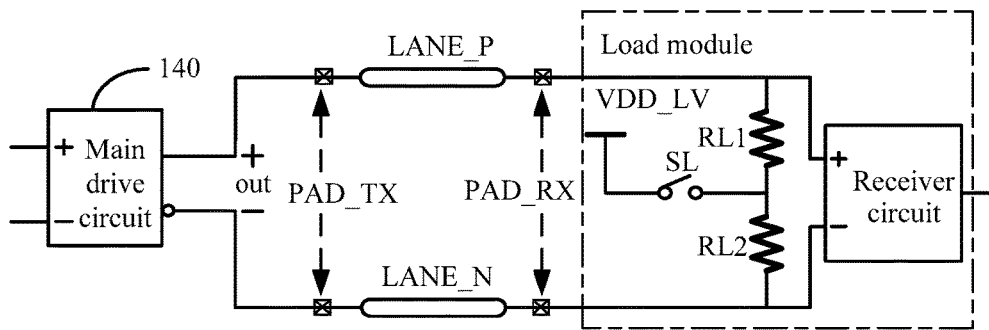 140
+
Main
drive
circuit
−
+
out
−
PAD_TX
LANE_P
LANE_N
PAD_RX
Load module
VDD_LV
SL
RL1
RL2
+
Receiver
circuit
−